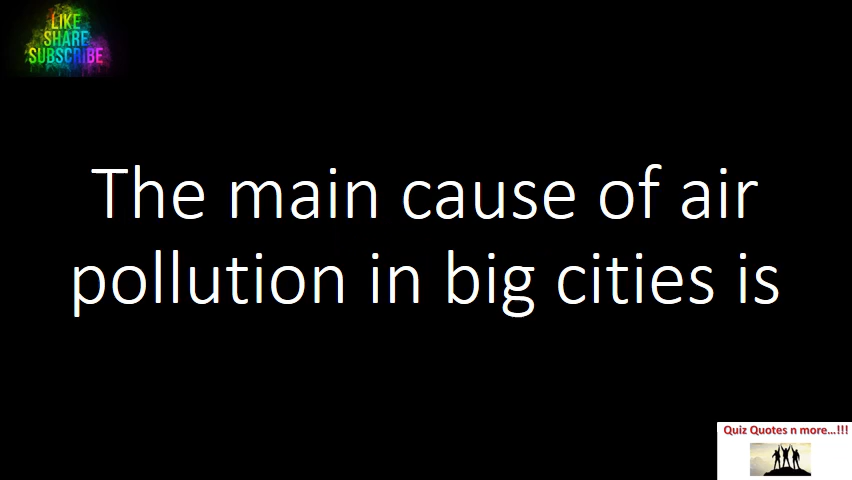 LIKE
SHARE
SUBSCRIBE
The main cause of air
pollution in big cities is
Quiz Quotes n more...!!!